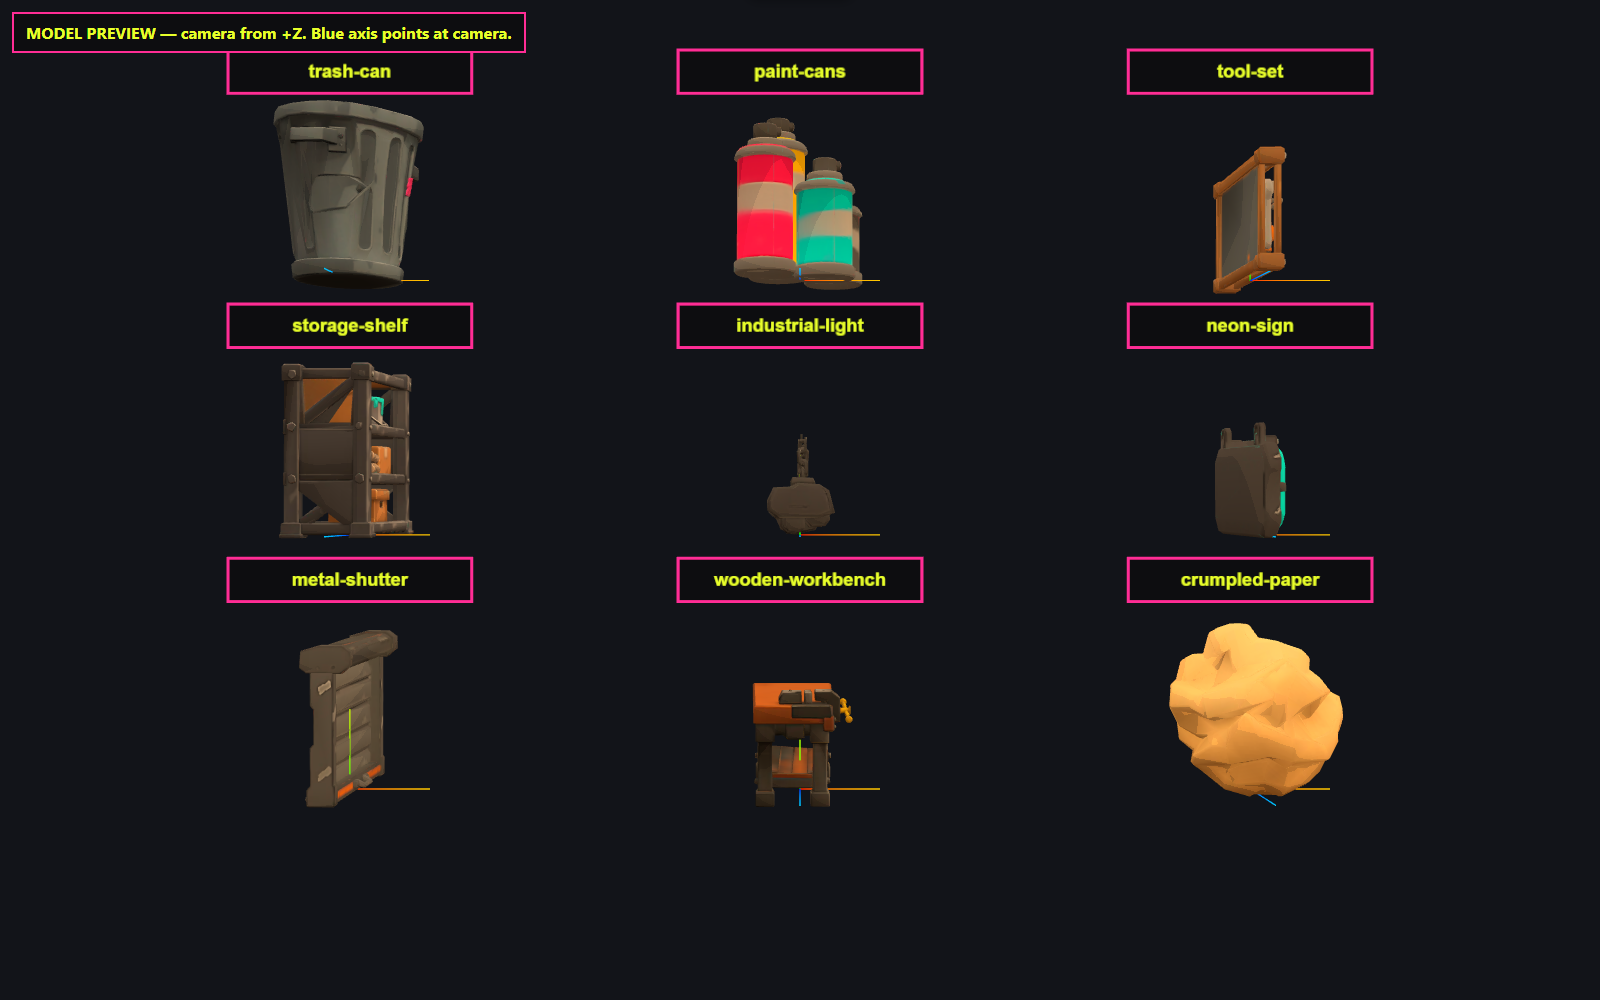 MODEL PREVIEW — camera from +Z. Blue axis points at camera.
trash-can
paint-cans
tool-set
storage-shelf
industrial-light
neon-sign
metal-shutter
wooden-workbench
crumpled-paper